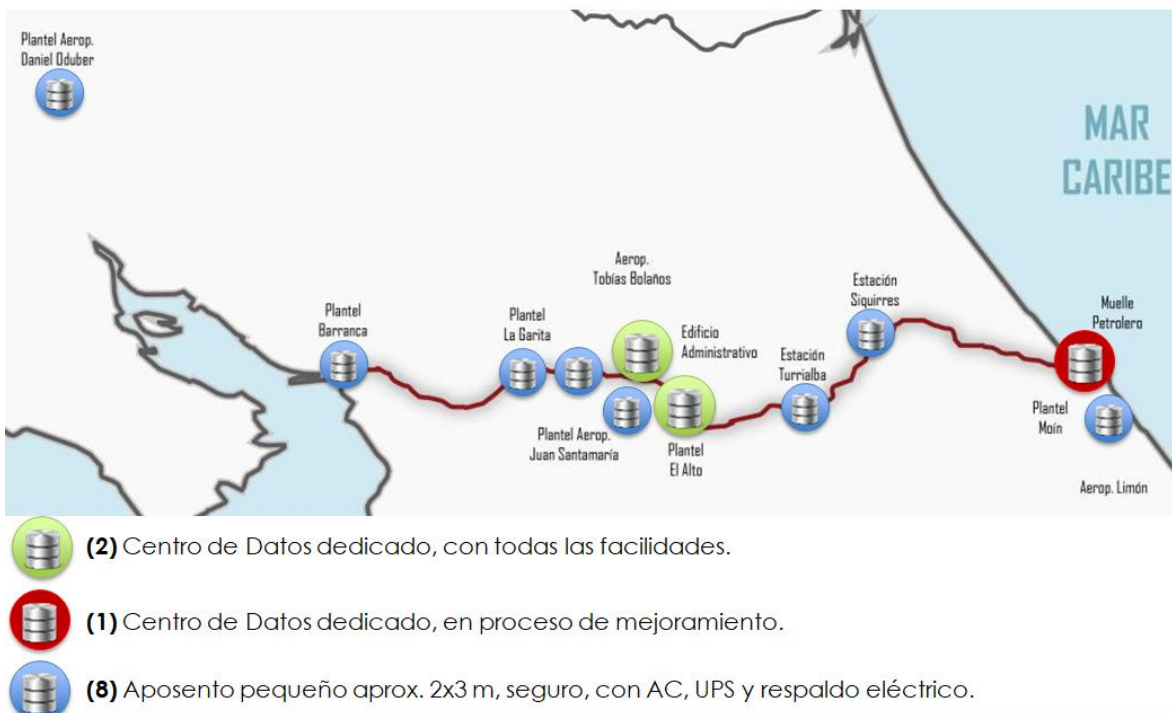 Plantel Aerop.
Daniel Oduber
MAR
CARIBE
Aerop.
Tobías Bolaños
Estación
Siquirres
Muelle
Petrolero
Plantel
Barranca
Plantel
La Garita
Edificio
Administrativo
Estación
Turrialba
Plantel
Moín
Plantel Aerop.
Juan Santamaría
Plantel
El Alto
Aerop. Limón
(2) Centro de Datos dedicado, con todas las facilidades.
(1) Centro de Datos dedicado, en proceso de mejoramiento.
(8) Aposento pequeño aprox. 2x3 m, seguro, con AC, UPS y respaldo eléctrico.